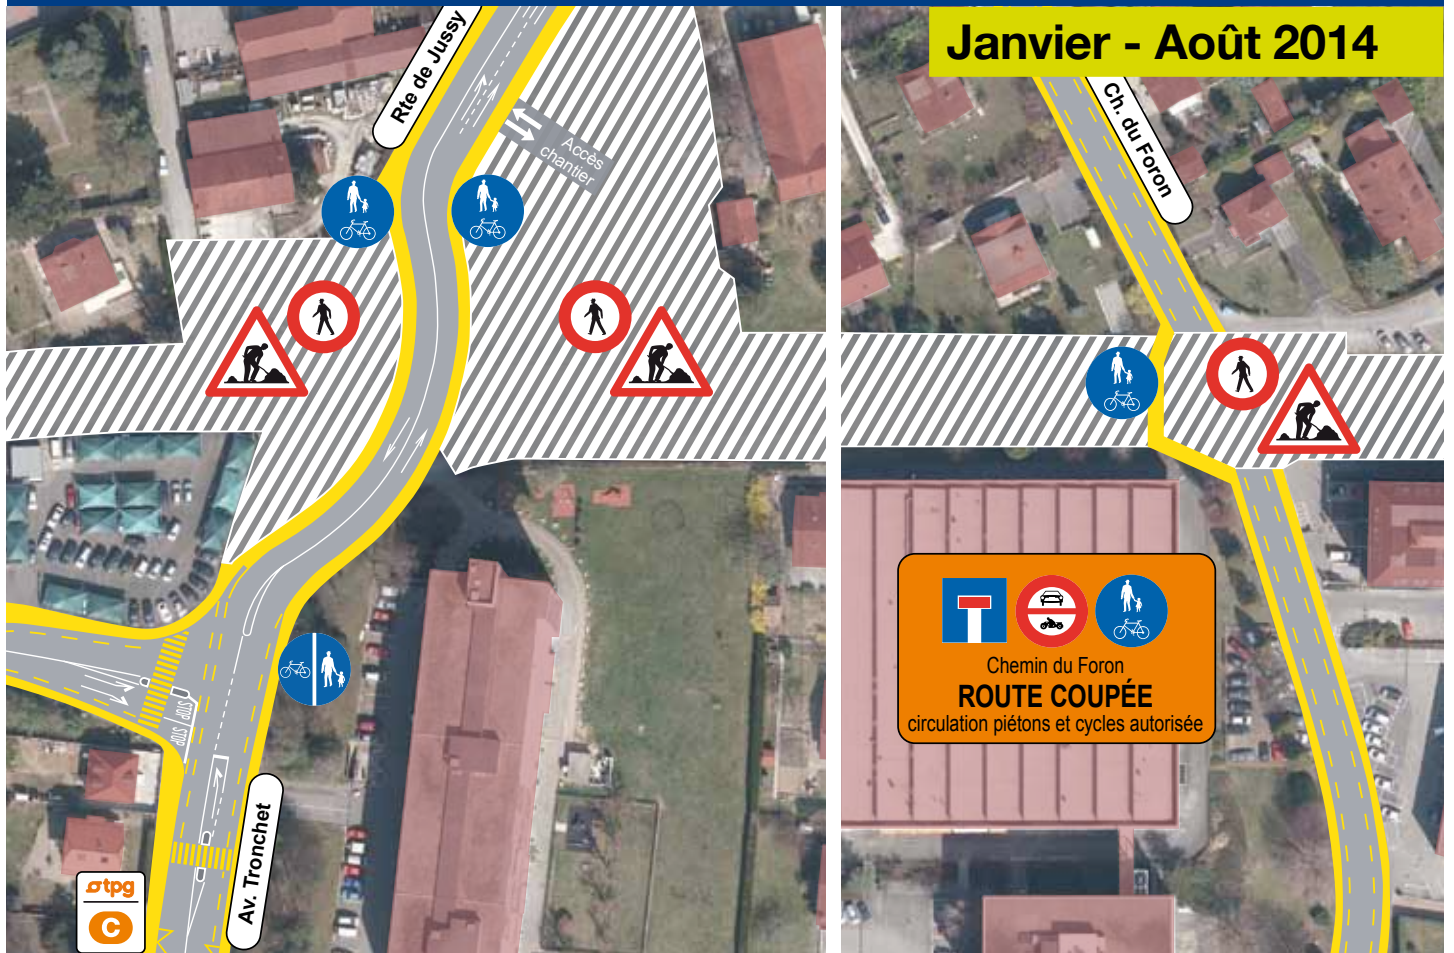 Janvier - Août 2014
Rte de Jussy
Accès
chantier
Ch. du Foron
STOP
STOP
Av. Tronchet
tpg
C
Chemin du Foron
ROUTE COUPÉE
circulation piétons et cycles autorisée